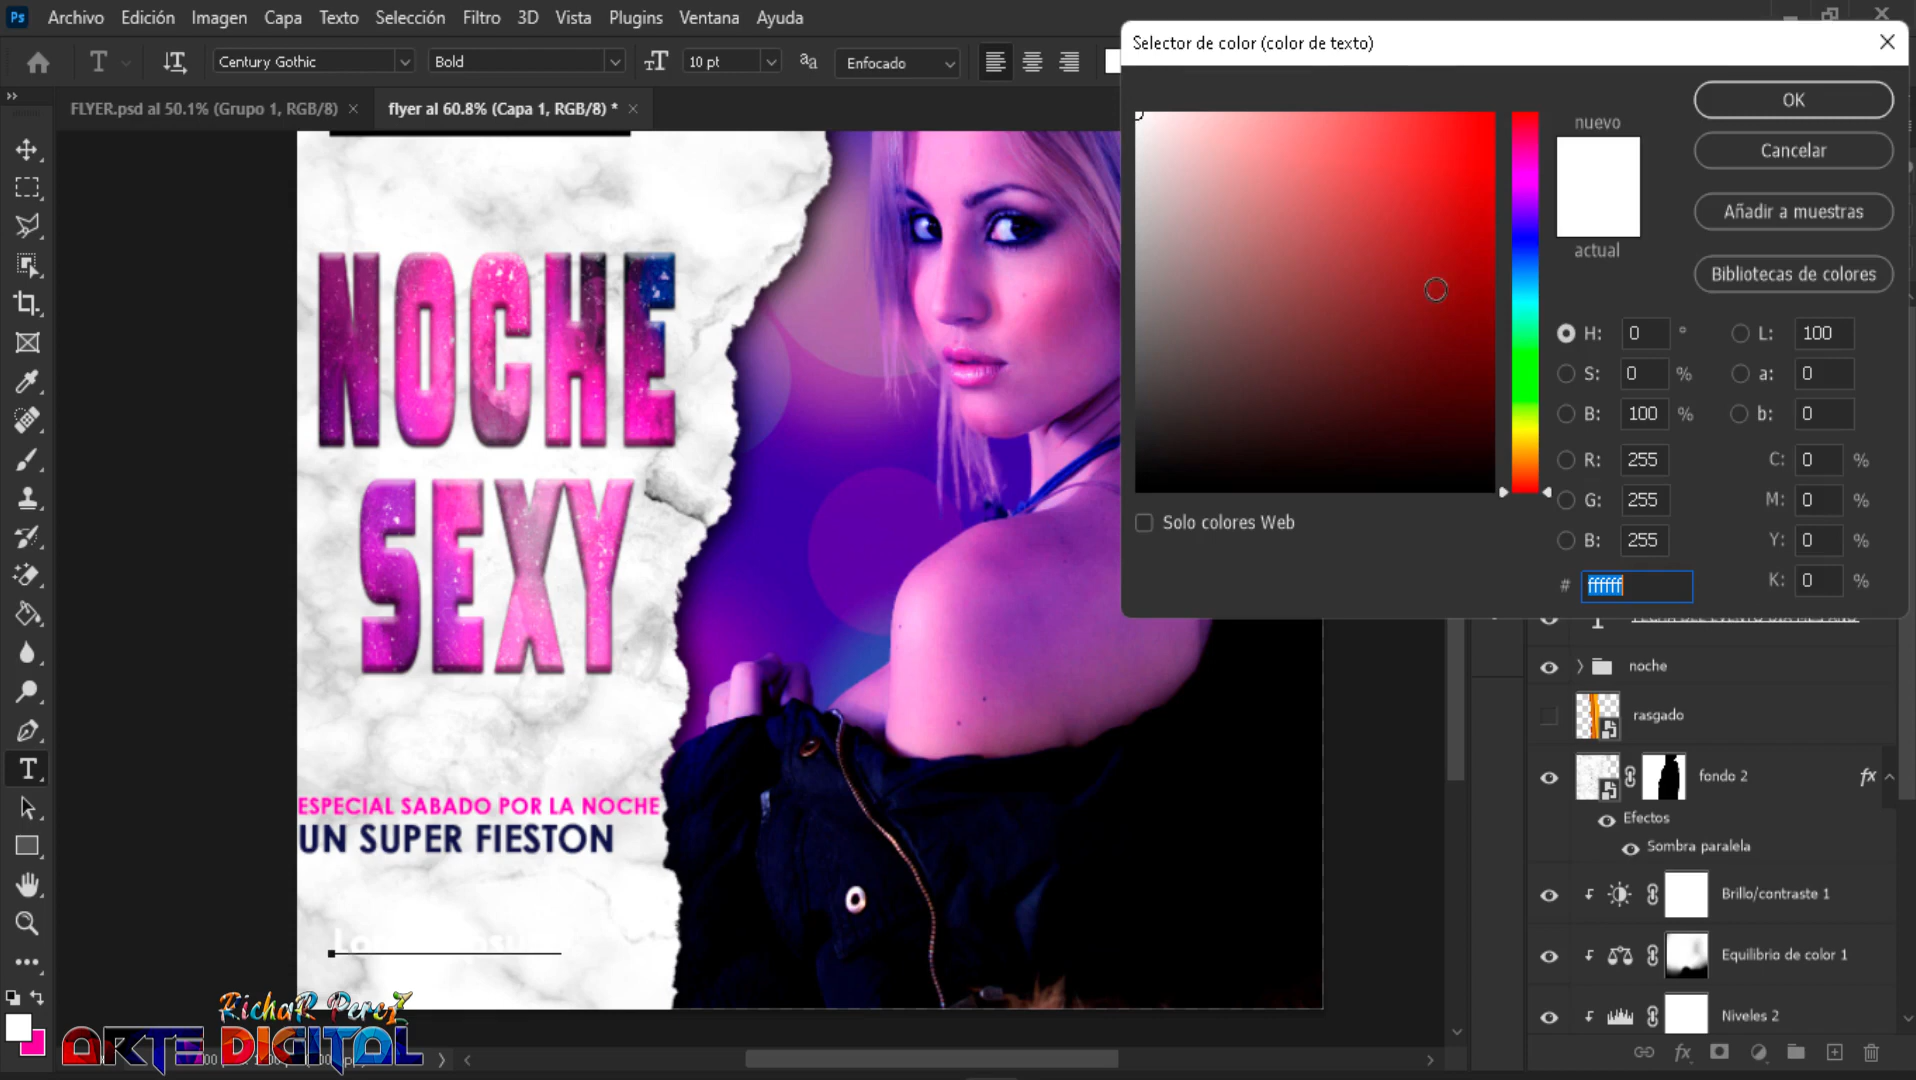 Ps Archivo Edición Imagen Capa Texto Selección Filtro 3D Vista Plugins Ventana Ayuda
Century Gothic Bold 10 pt aa Enfocado
FLYER.psd al 50.1% (Grupo 1, RGB/8) × flyer al 60.8% (Capa 1, RGB/8) * ×
Selector de color (color de texto)
nuevo
actual
OK
Cancelar
Añadir a muestras
Bibliotecas de colores
H: 0 ° L: 100
S: 0 % a: 0
B: 100 % b: 0
R: 255 C: 0 %
G: 255 M: 0 %
B: 255 Y: 0 %
# ffffff K: 0 %
Solo colores Web
NOCHE
SEXY
ESPECIAL SABADO POR LA NOCHE
UN SUPER FIESTON
RichaR PereZ
ARTE DIGITAL
noche
rasgado
fondo 2 fx
Efectos
Sombra paralela
Brillo/contraste 1
Equilibrio de color 1
Niveles 2
fx